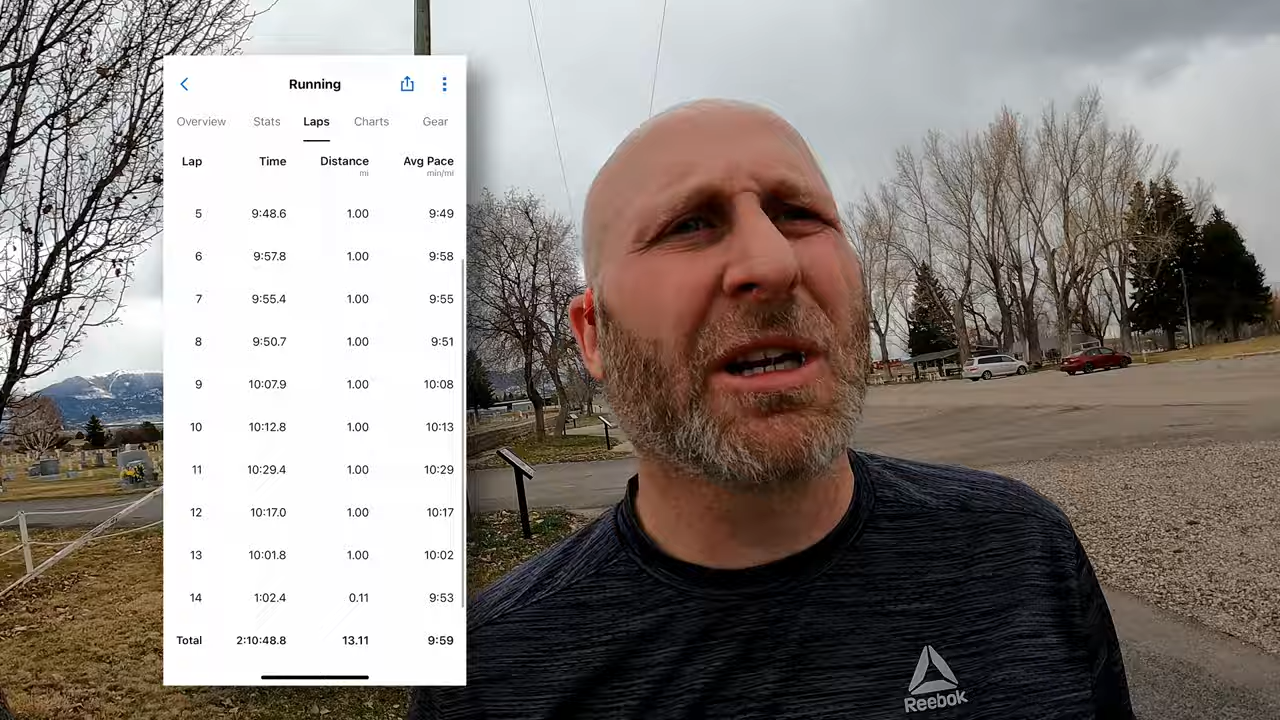 Running
Overview Stats Laps Charts Gear
Lap Time Distance Avg Pace
mi min/mi
5 9:48.6 1.00 9:49
6 9:57.8 1.00 9:58
7 9:55.4 1.00 9:55
8 9:50.7 1.00 9:51
9 10:07.9 1.00 10:08
10 10:12.8 1.00 10:13
11 10:29.4 1.00 10:29
12 10:17.0 1.00 10:17
13 10:01.8 1.00 10:02
14 1:02.4 0.11 9:53
Total 2:10:48.8 13.11 9:59
Reebok